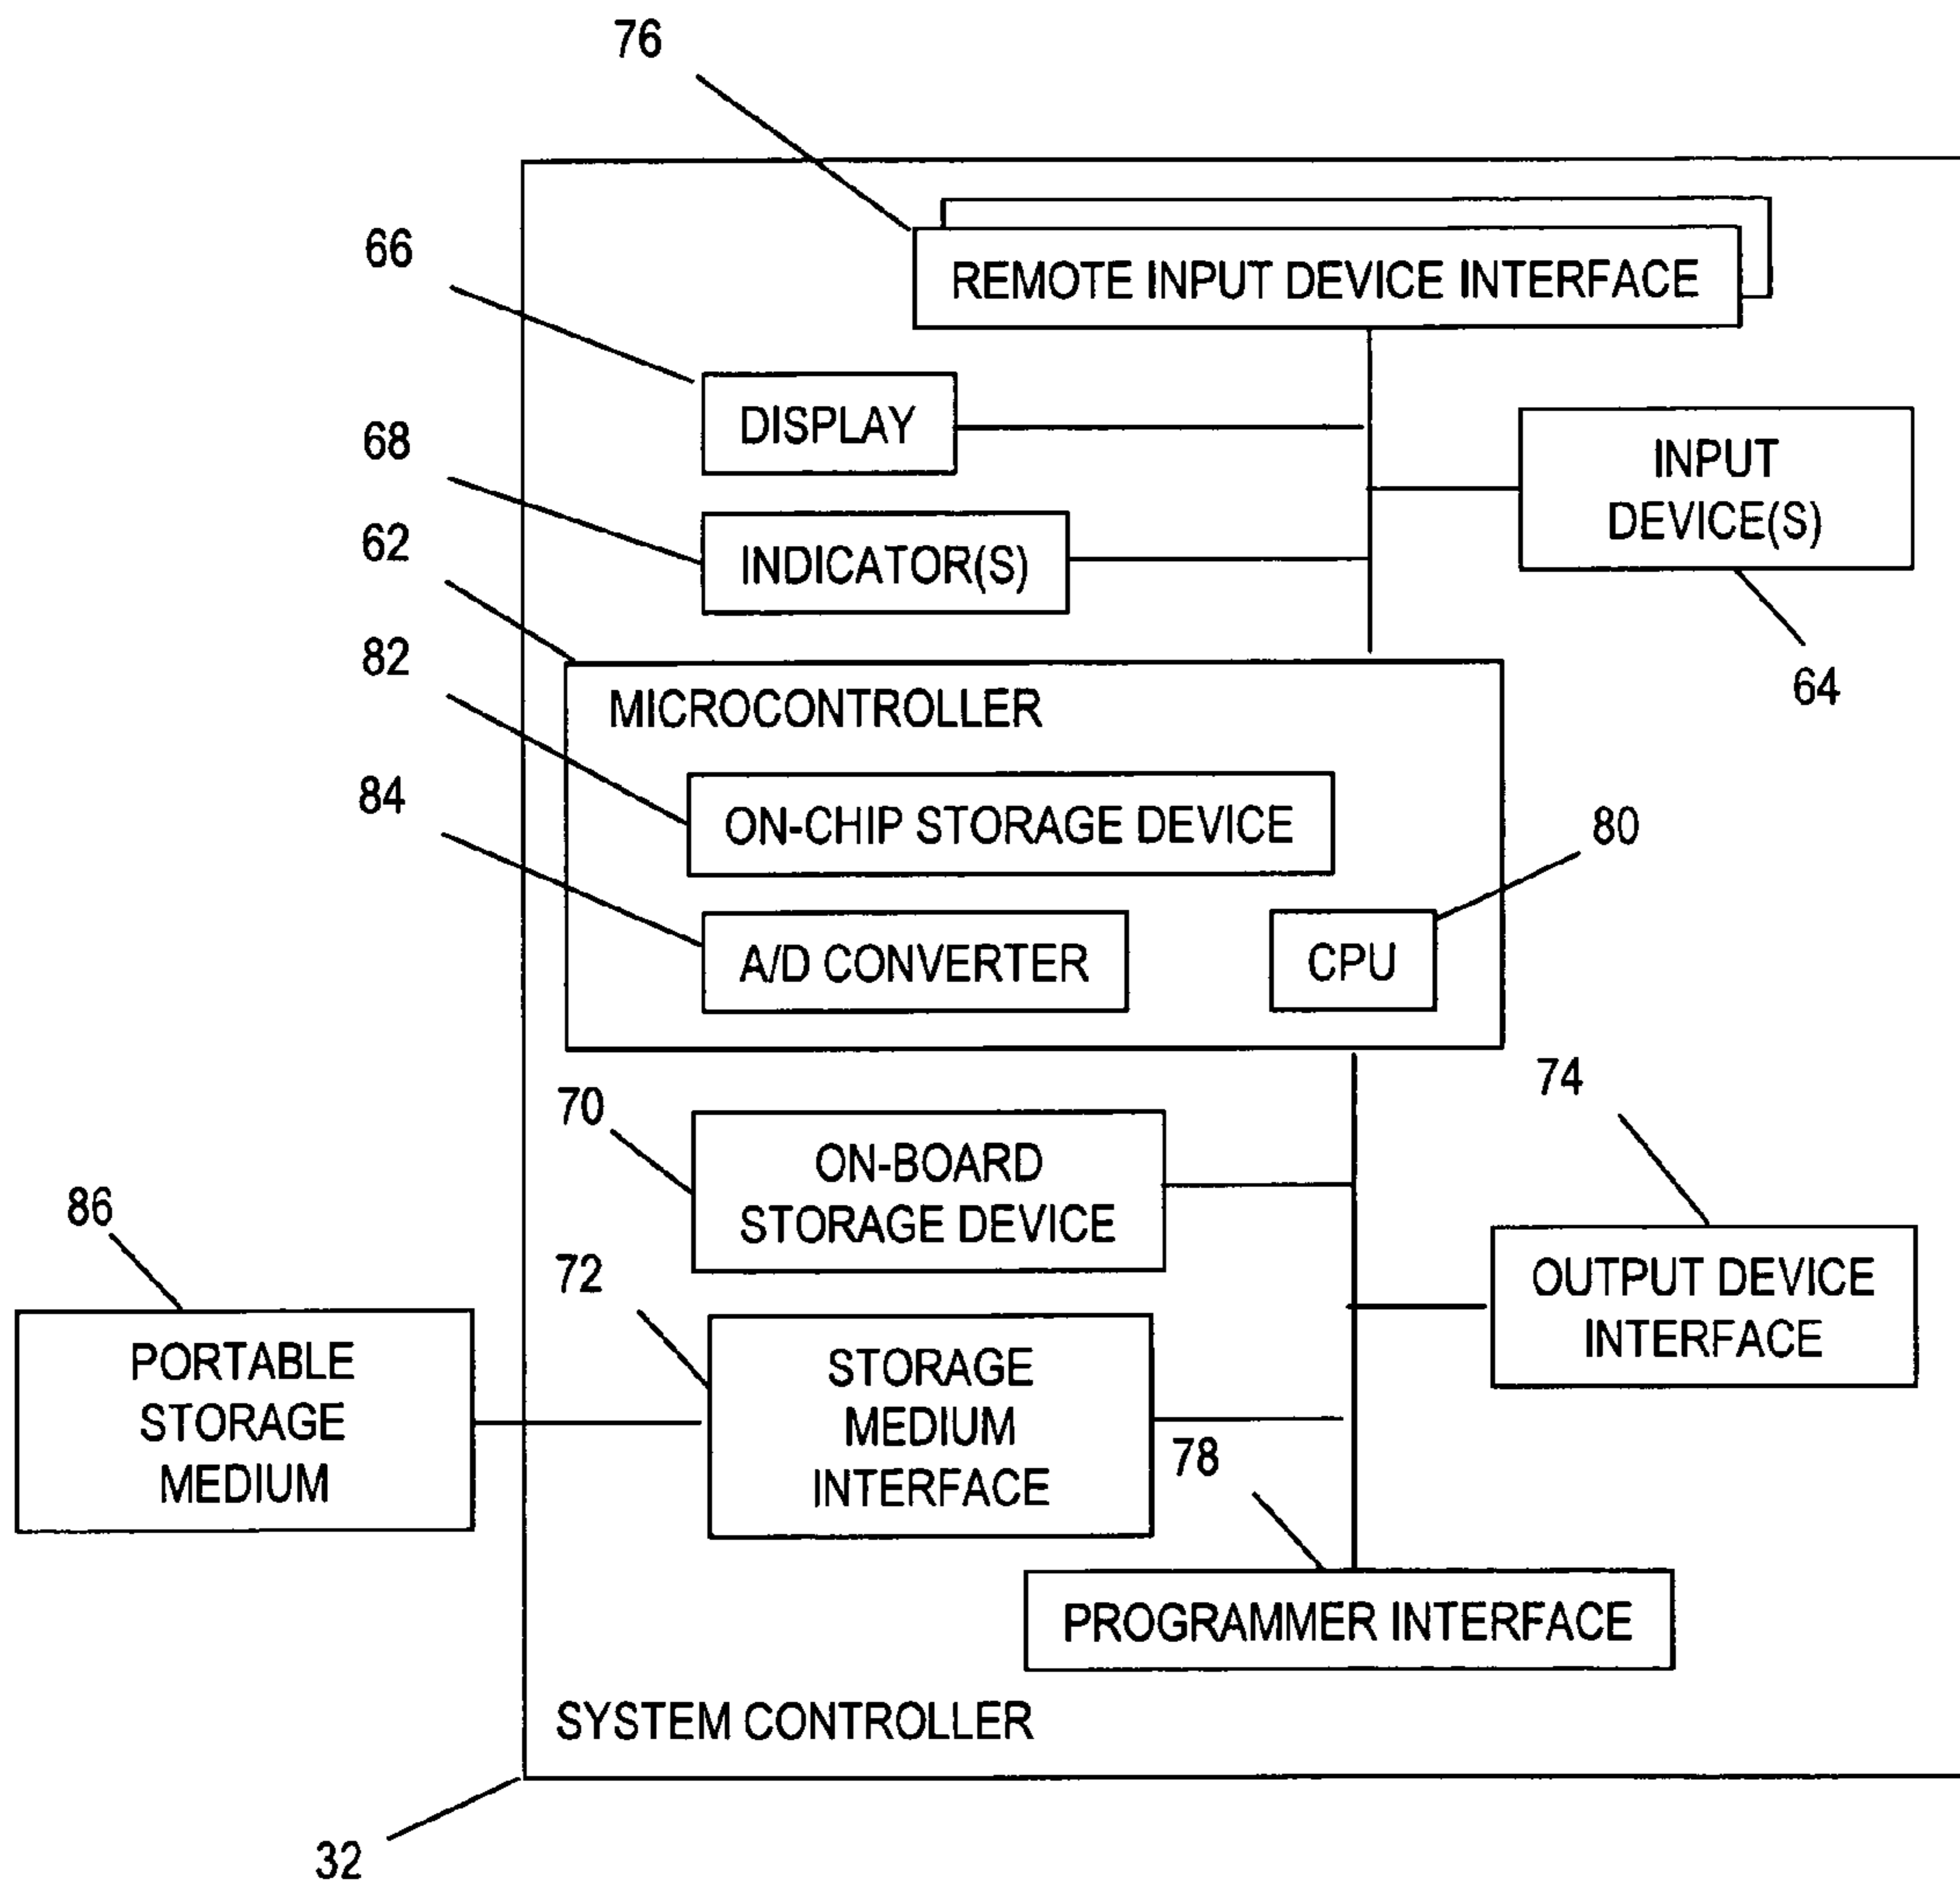 76
REMOTE INPUT DEVICE INTERFACE
66
DISPLAY
68
INPUT
DEVICE(S)
62
INDICATOR(S)
82
64
MICROCONTROLLER
84
ON-CHIP STORAGE DEVICE
80
A/D CONVERTER
CPU
70
74
ON-BOARD
STORAGE DEVICE
86
72
OUTPUT DEVICE
INTERFACE
PORTABLE
STORAGE
MEDIUM
STORAGE
MEDIUM
INTERFACE
78
PROGRAMMER INTERFACE
SYSTEM CONTROLLER
32